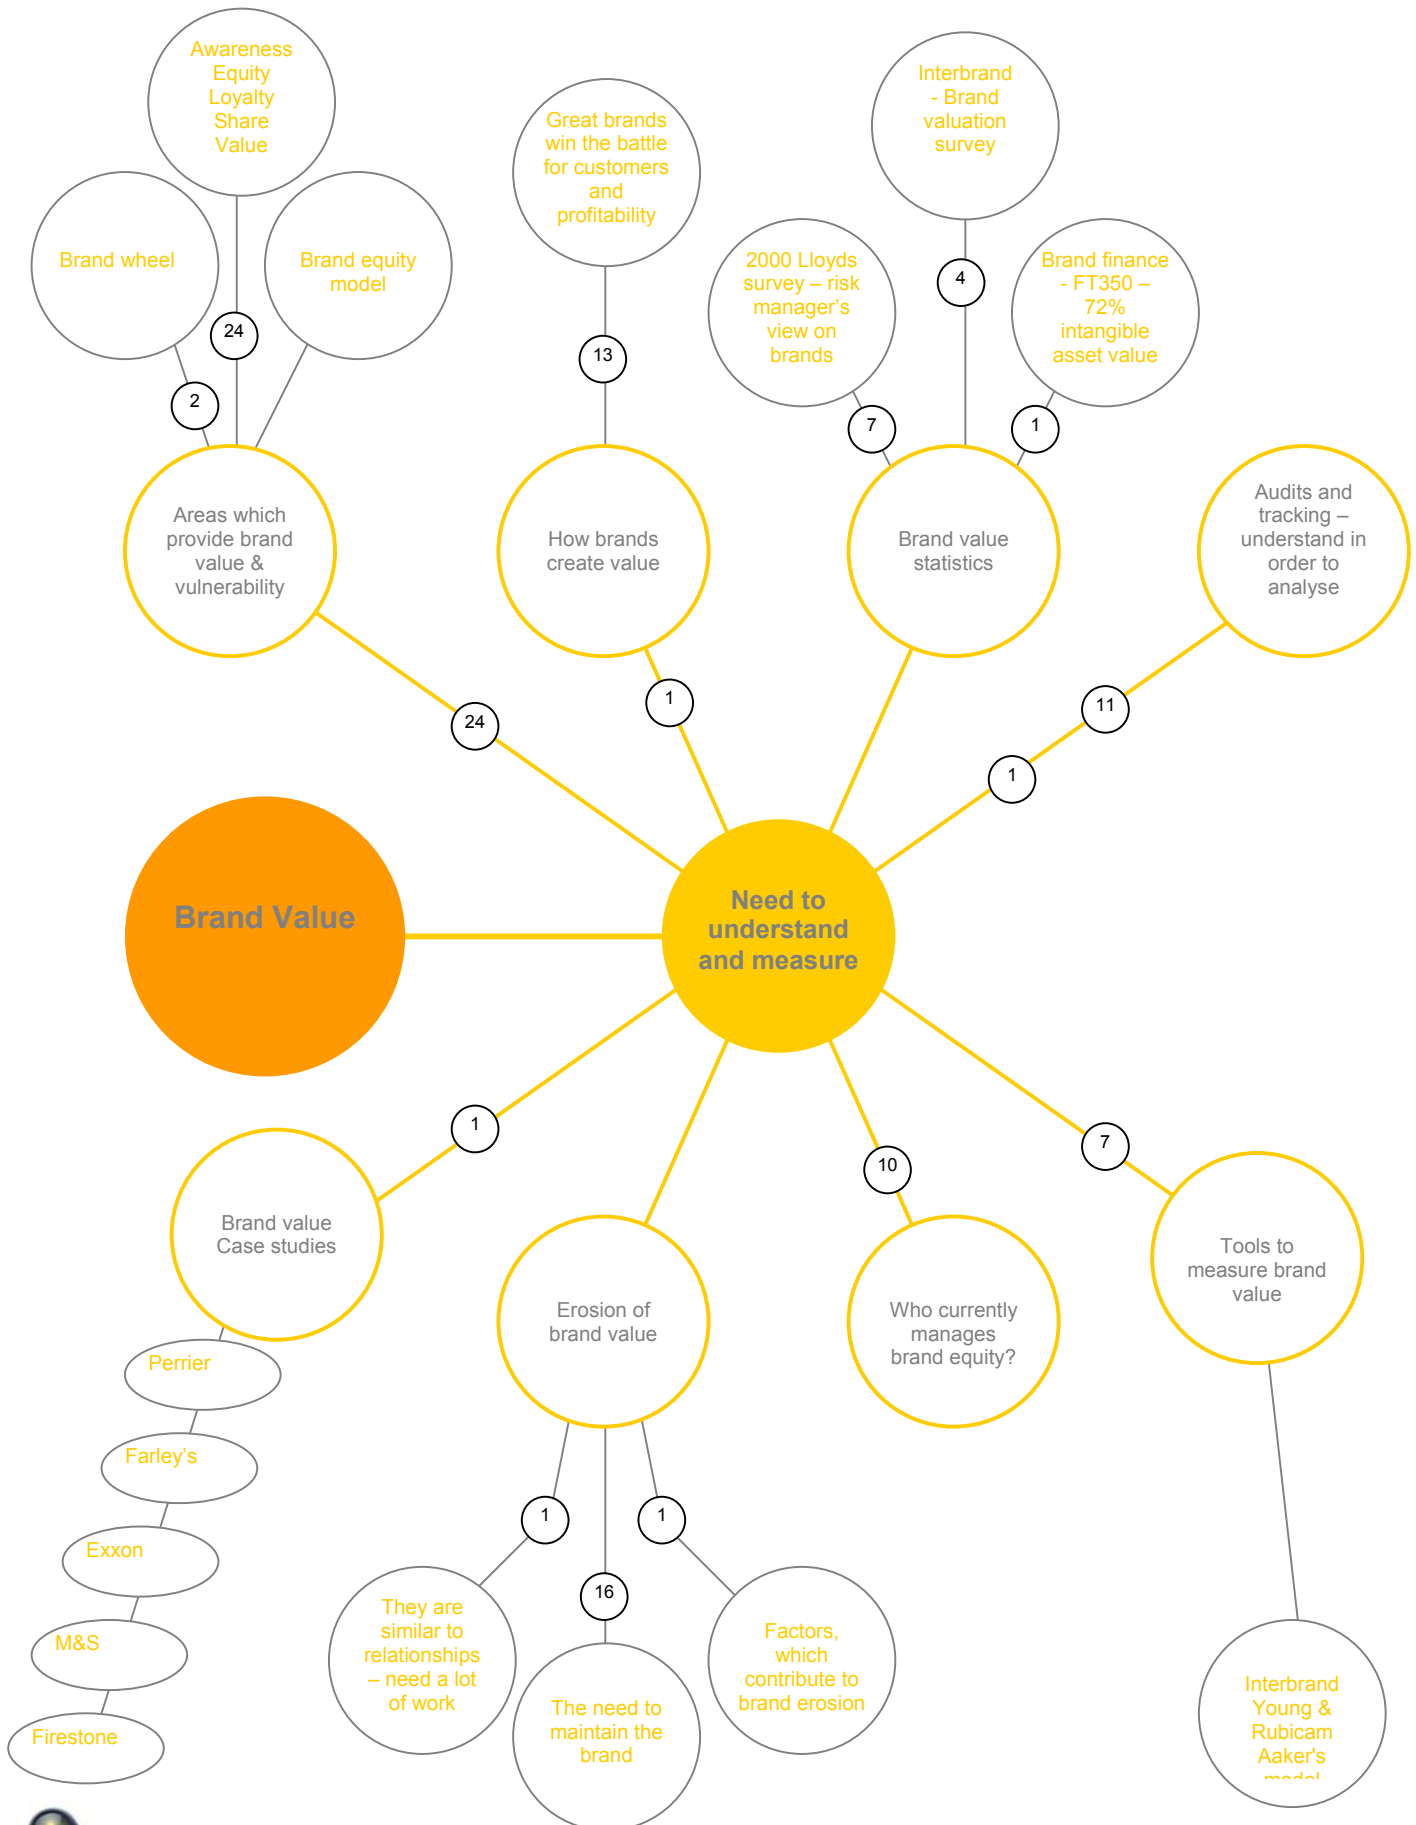 Awareness
Equity
Loyalty
Share
Value
Brand wheel
Brand equity
model
24
2
Great brands
win the battle
for customers
and
profitability
13
Interbrand
- Brand
valuation
survey
2000 Lloyds
survey – risk
manager's
view on
brands
4
Brand finance
- FT350 –
72%
intangible
asset value
7
1
Areas which
provide brand
value &
vulnerability
How brands
create value
Brand value
statistics
Audits and
tracking –
understand in
order to
analyse
24
1
11
1
Brand Value
Need to
understand
and measure
1
10
7
Brand value
Case studies
Erosion of
brand value
Who currently
manages
brand equity?
Tools to
measure brand
value
Perrier
Farley's
Exxon
M&S
Firestone
1
16
1
They are
similar to
relationships
– need a lot
of work
The need to
maintain the
brand
Factors,
which
contribute to
brand erosion
Interbrand
Young &
Rubicam
Aaker's
model